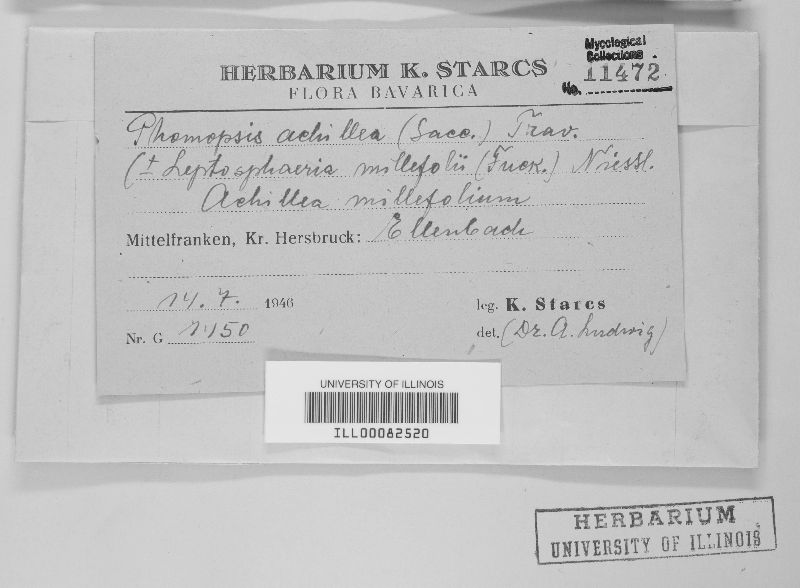 HERBARIUM K. STARCS
FLORA BAVARICA
Mycological
Collections
No. 11472
Phomopsis achillea (Sacc.) Trav.
(± Leptosphaeria millefolii (Fuck.) Niessl.
Achillea millefolium
Mittelfranken, Kr. Hersbruck: Ellenbach
14. 7. 1946
leg. K. Starcs
Nr. G 1450
det. (Dr. A. Ludwig)
UNIVERSITY OF ILLINOIS
ILL00082520
HERBARIUM
UNIVERSITY OF ILLINOIS